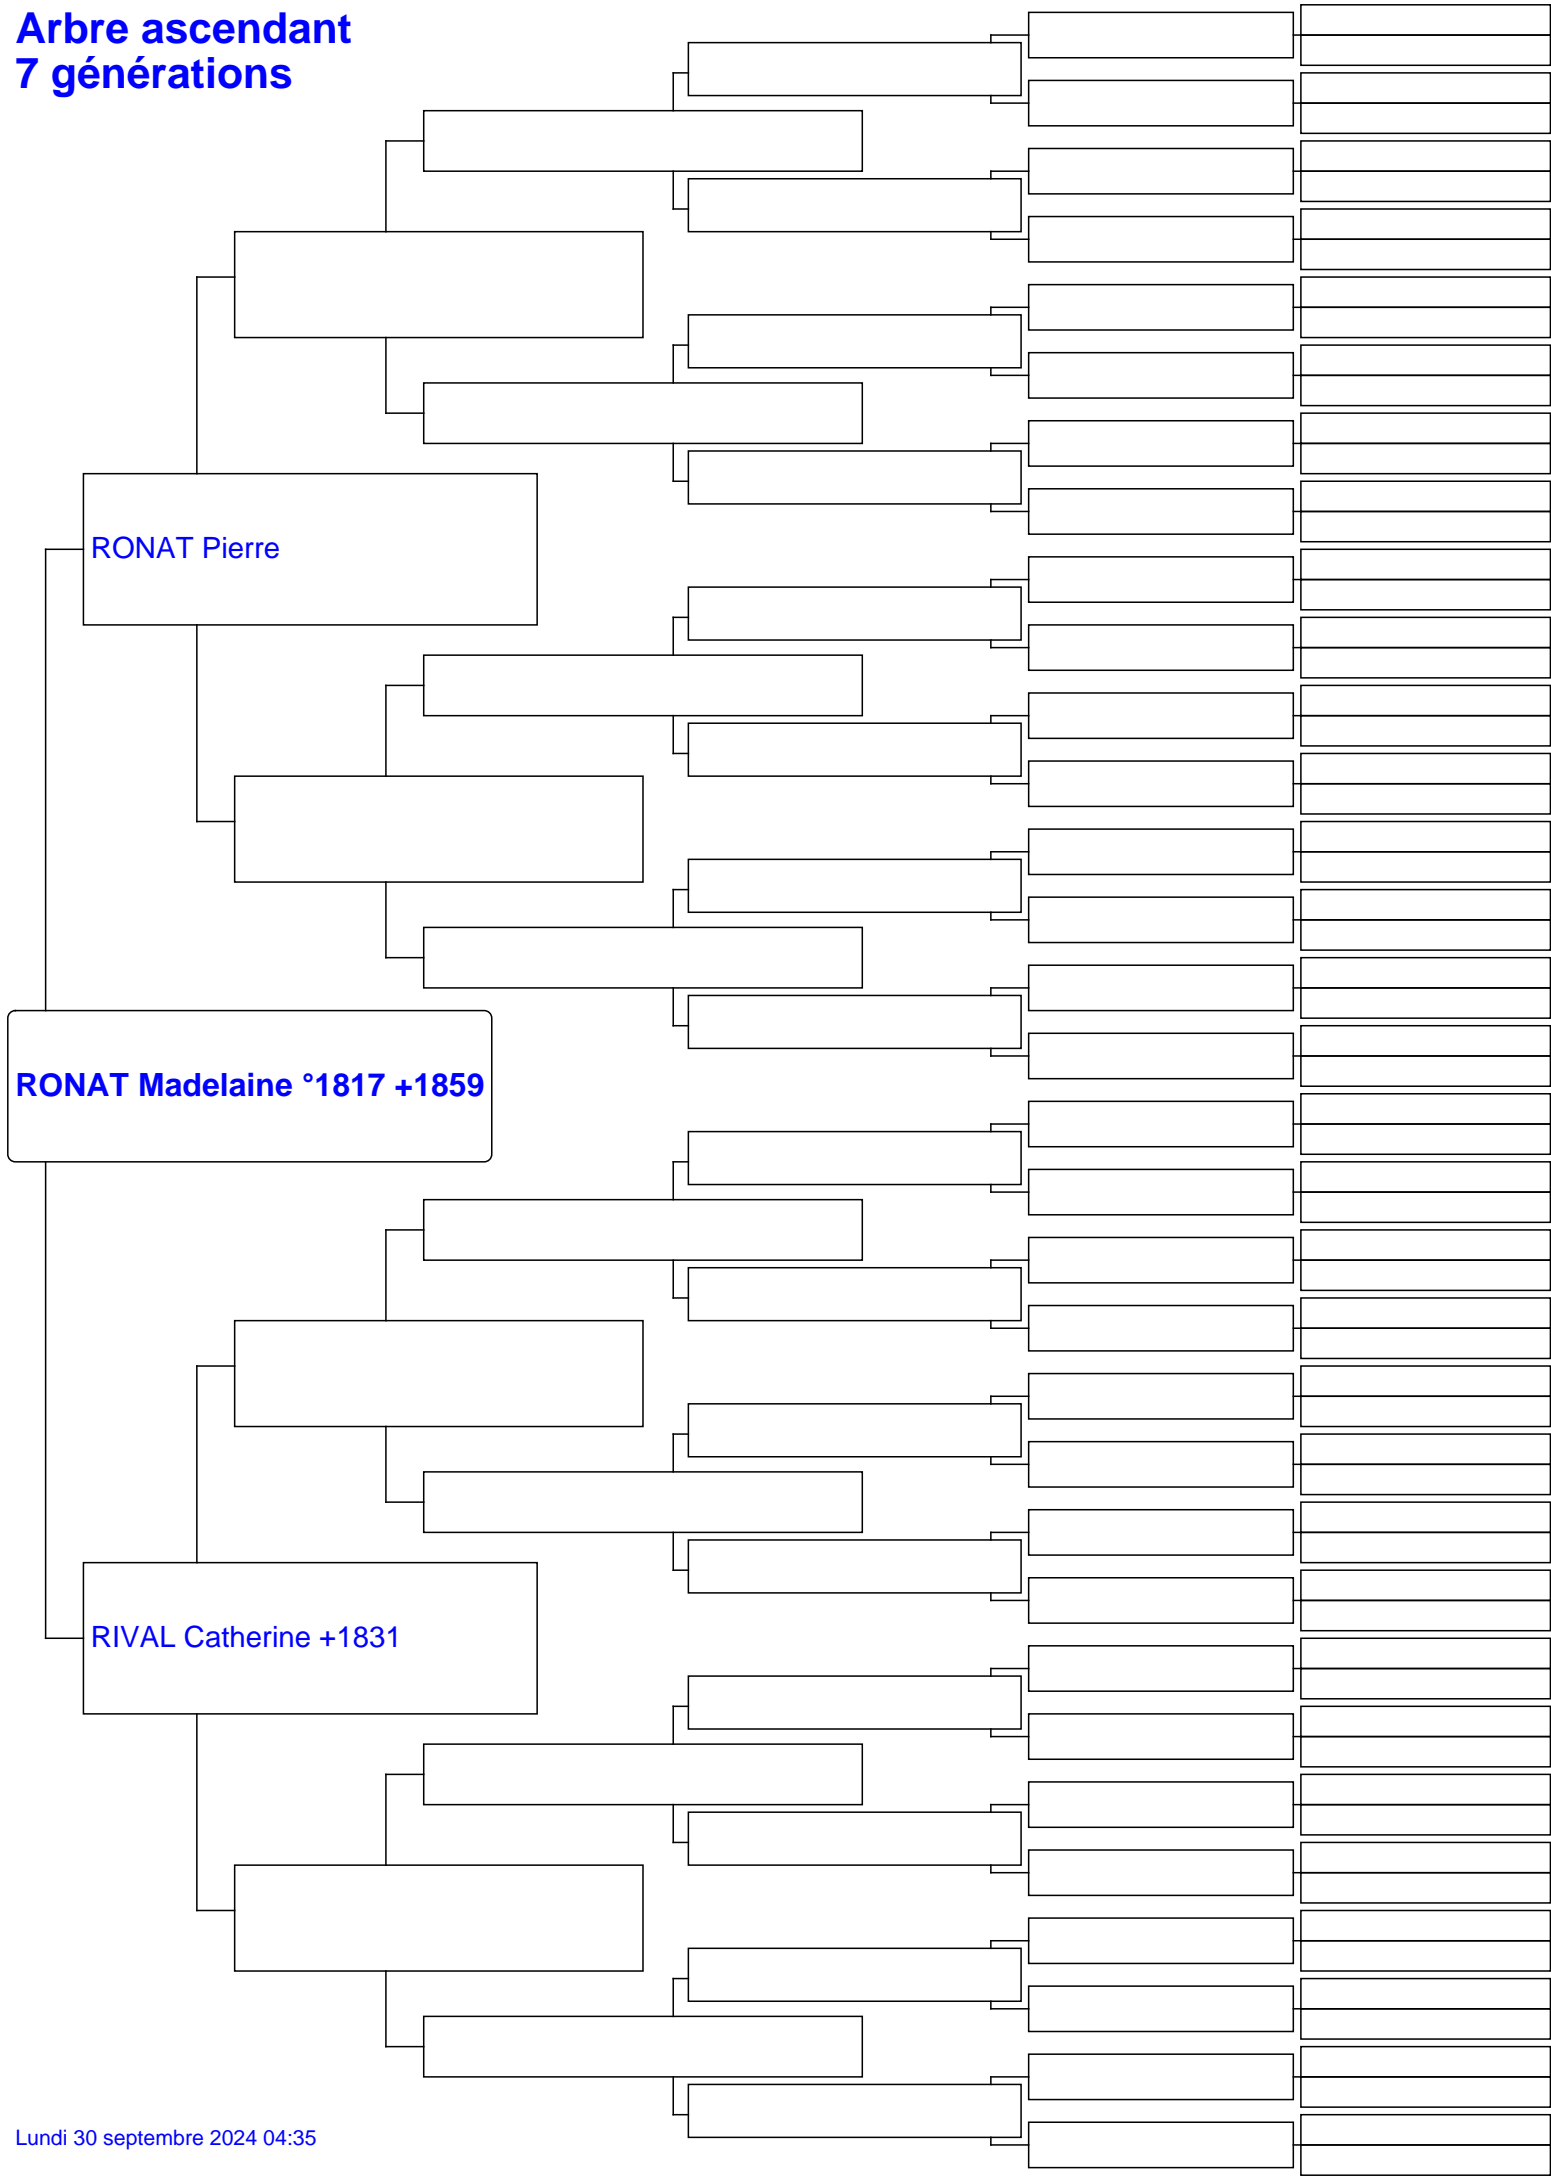 Arbre ascendant
7 générations
RONAT Pierre
RONAT Madelaine °1817 +1859
RIVAL Catherine +1831
Lundi 30 septembre 2024 04:35